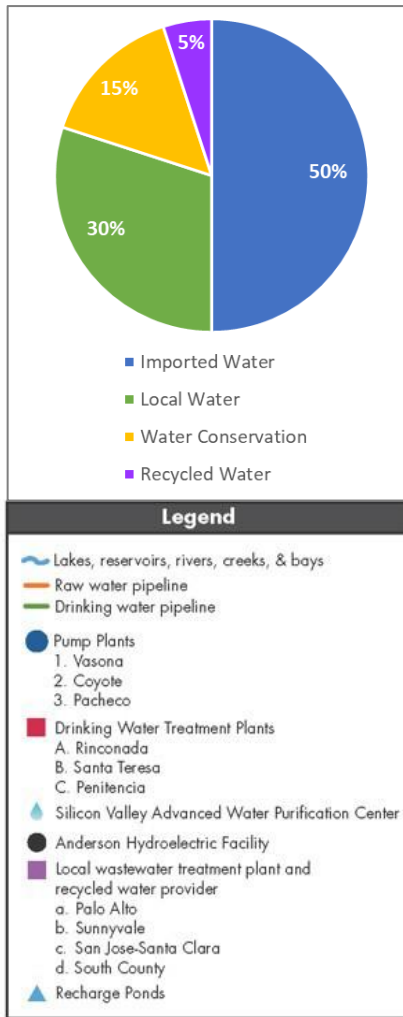 5%
15%
50%
30%
Imported Water
Local Water
Water Conservation
Recycled Water
Legend
Lakes, reservoirs, rivers, creeks, & bays
Raw water pipeline
Drinking water pipeline
Pump Plants
1. Vasona
2. Coyote
3. Pacheco
Drinking Water Treatment Plants
A. Rinconada
B. Santa Teresa
C. Penitencia
Silicon Valley Advanced Water Purification Center
Anderson Hydroelectric Facility
Local wastewater treatment plant and
recycled water provider
a. Palo Alto
b. Sunnyvale
c. San Jose-Santa Clara
d. South County
Recharge Ponds